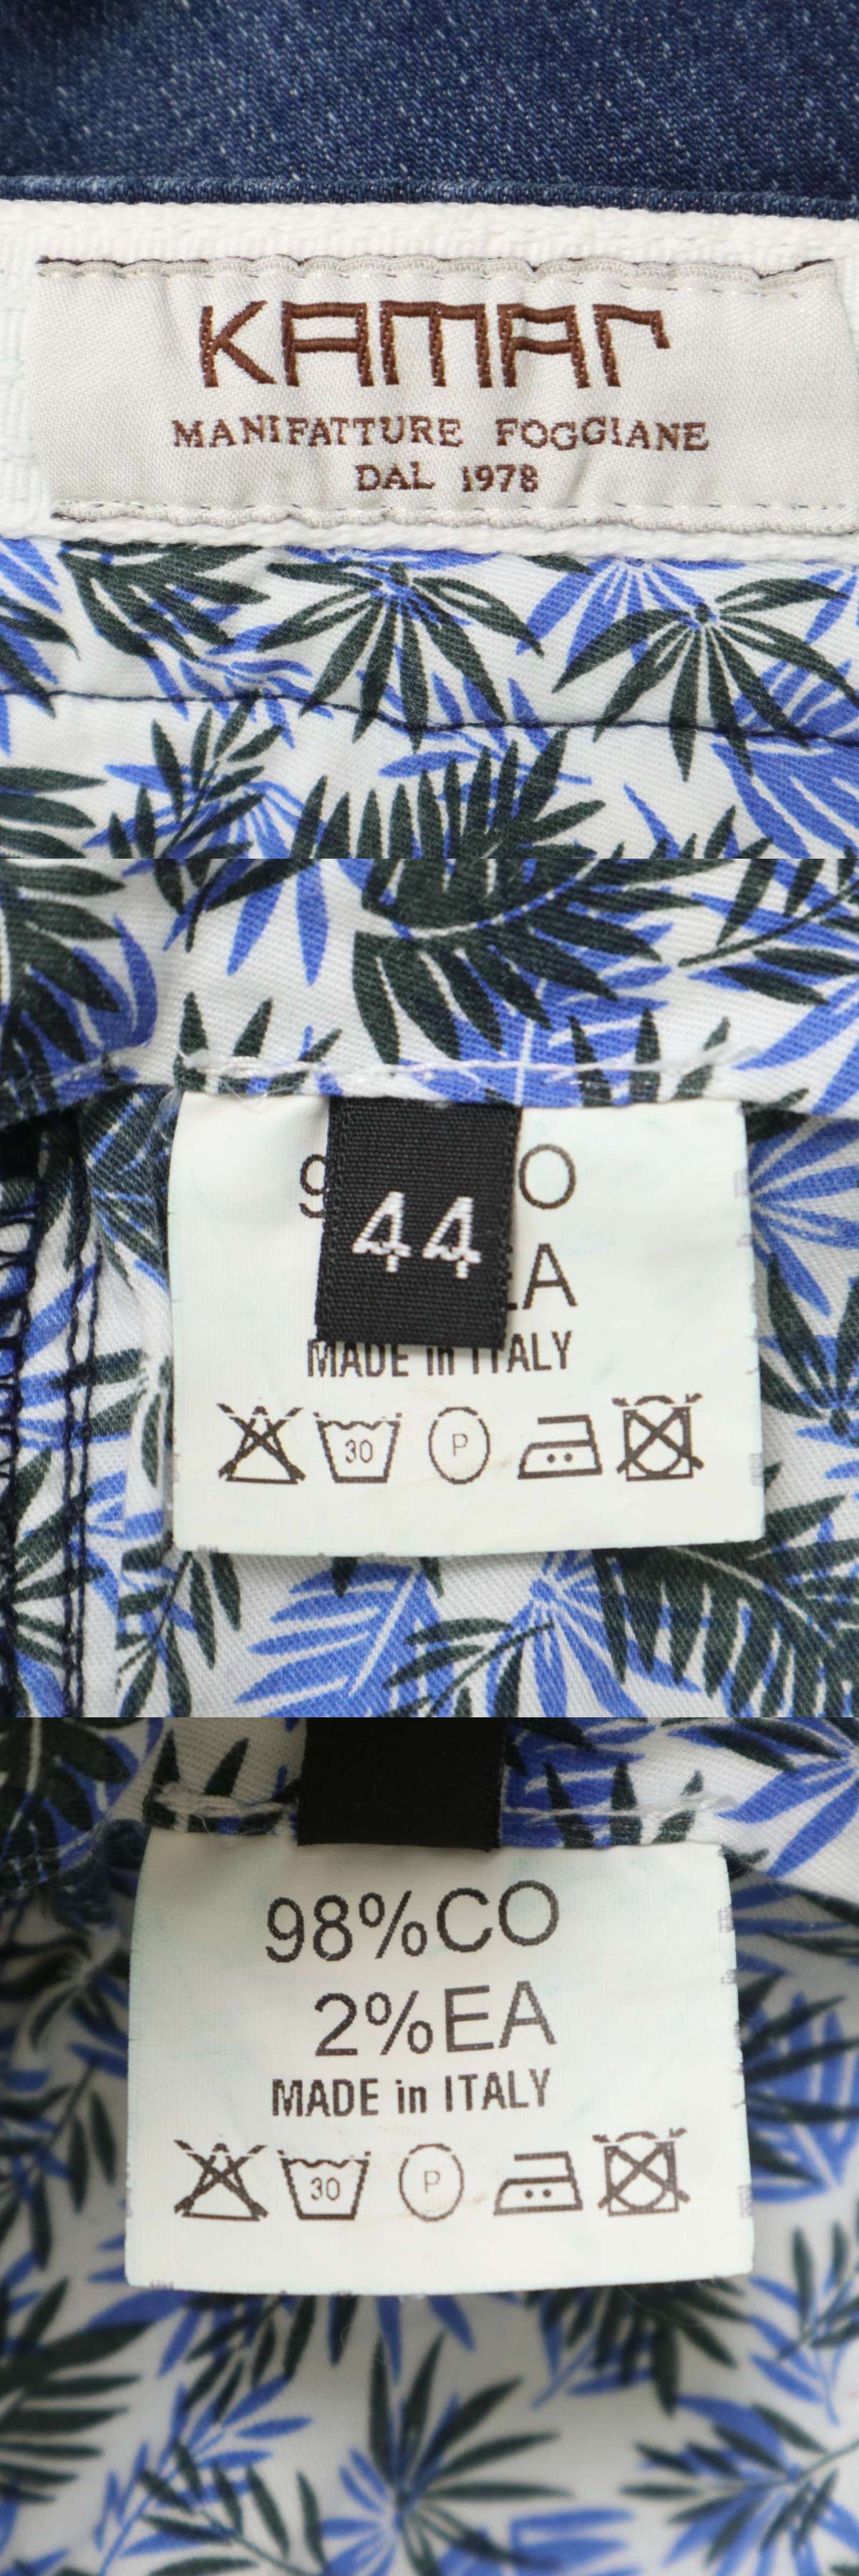 KAMAR
MANIFATTURE FOGGIANE
DAL 1978
44
MADE in ITALY
30
P
98%CO
2%EA
MADE in ITALY
30
P